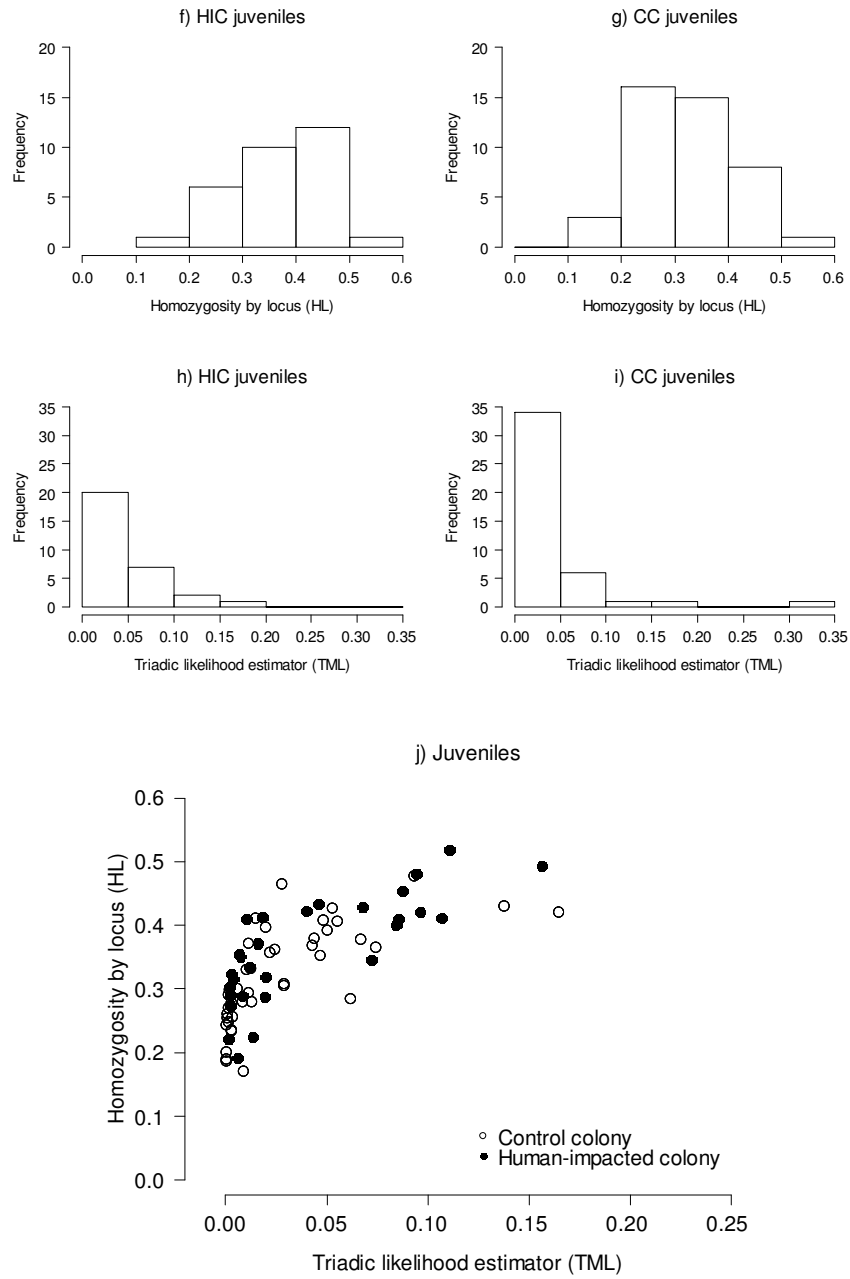 f) HIC juveniles
Frequency
20
15
10
5
0
0.0 0.1 0.2 0.3 0.4 0.5 0.6
Homozygosity by locus (HL)
g) CC juveniles
Frequency
20
15
10
5
0
0.0 0.1 0.2 0.3 0.4 0.5 0.6
Homozygosity by locus (HL)
h) HIC juveniles
Frequency
35
30
25
20
15
10
5
0
0.00 0.05 0.10 0.15 0.20 0.25 0.30 0.35
Triadic likelihood estimator (TML)
i) CC juveniles
Frequency
35
30
25
20
15
10
5
0
0.00 0.05 0.10 0.15 0.20 0.25 0.30 0.35
Triadic likelihood estimator (TML)
j) Juveniles
Homozygosity by locus (HL)
0.6
0.5
0.4
0.3
0.2
0.1
0.0
Control colony
Human-impacted colony
0.00 0.05 0.10 0.15 0.20 0.25
Triadic likelihood estimator (TML)